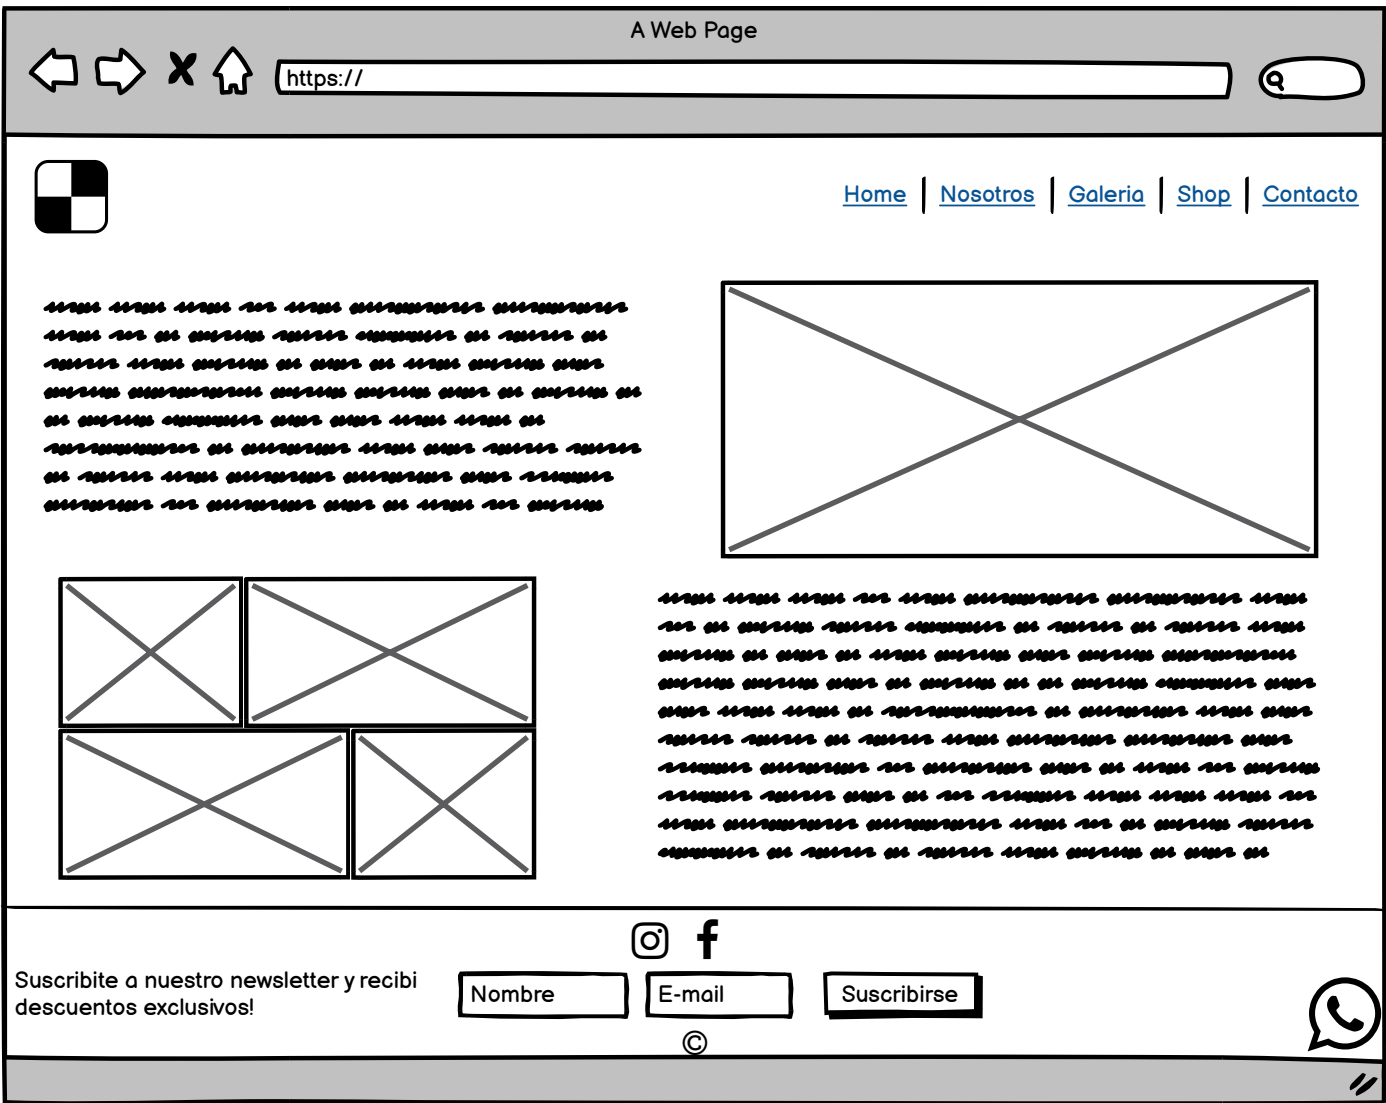 A Web Page
https://
Home Nosotros Galeria Shop Contacto
Suscribite a nuestro newsletter y recibi
descuentos exclusivos!
Nombre E-mail Suscribirse
©